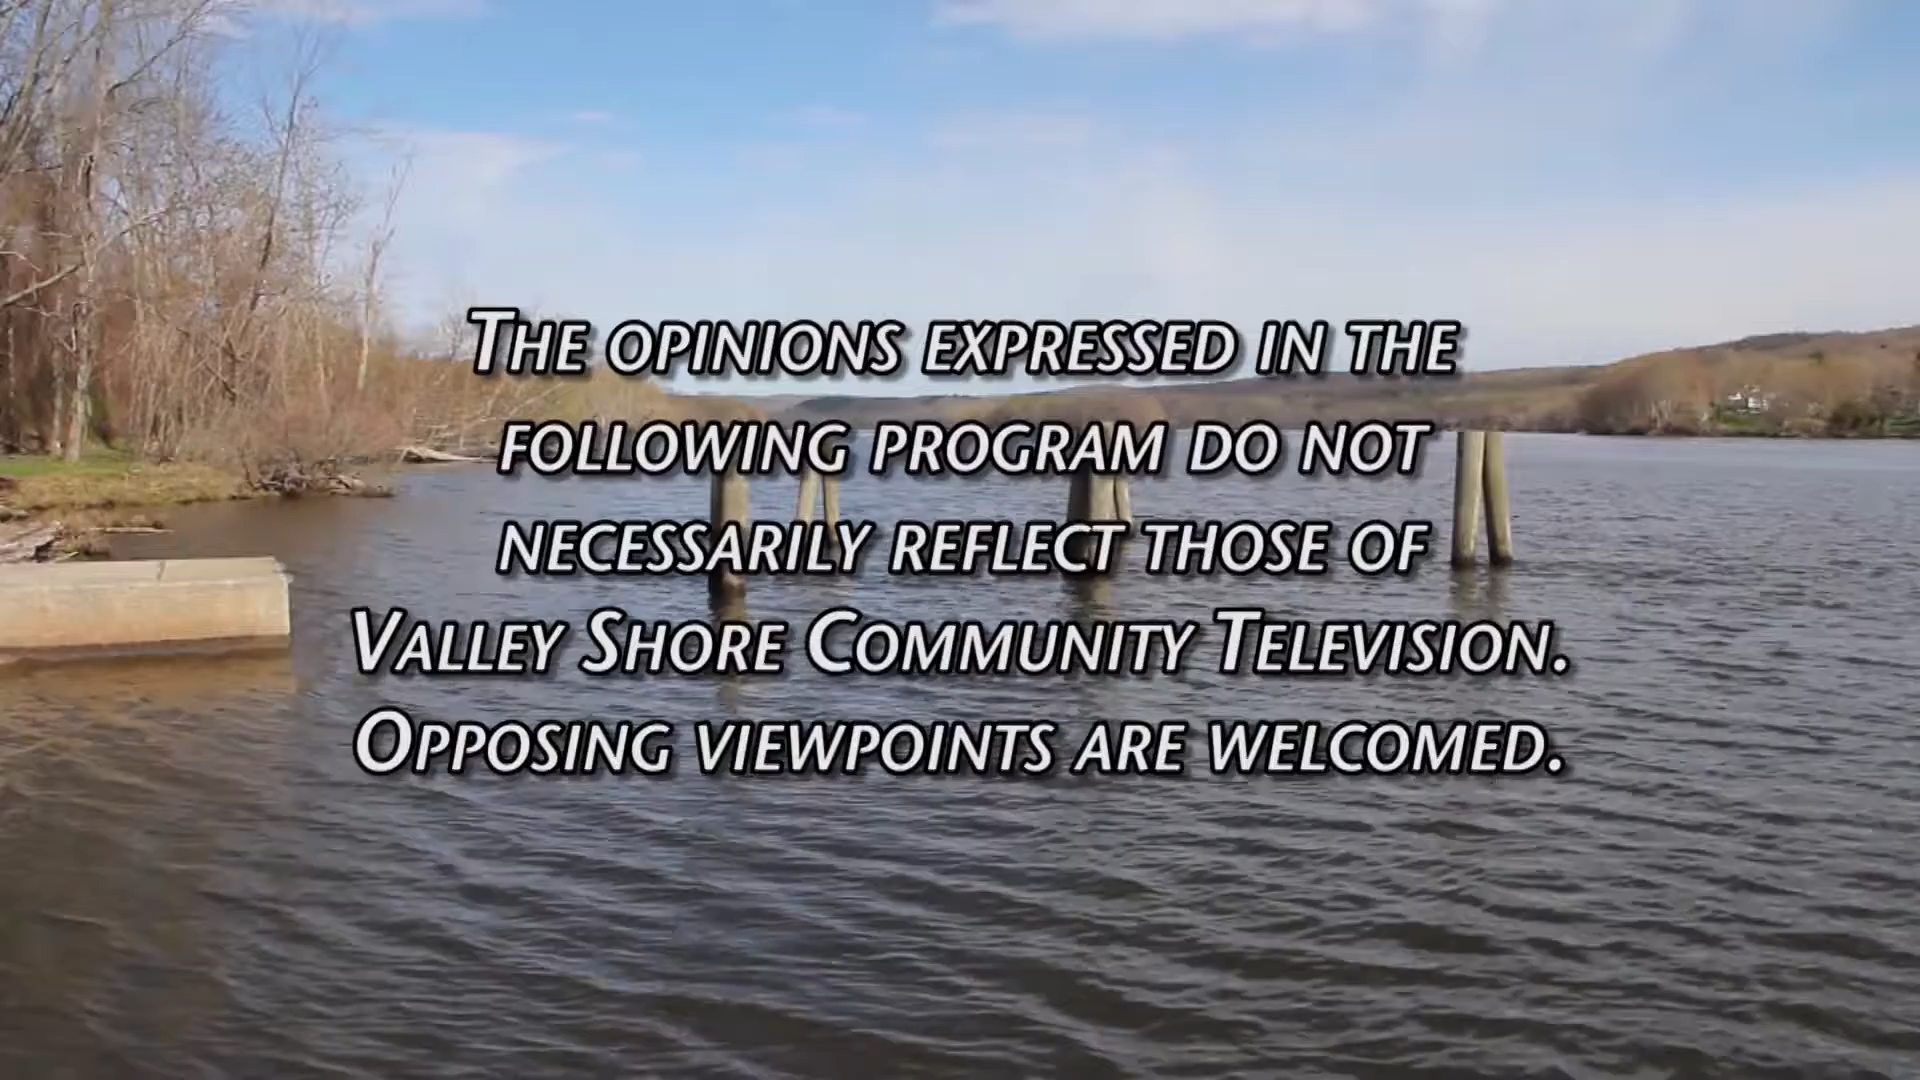 The opinions expressed in the
following program do not
necessarily reflect those of
Valley Shore Community Television.
Opposing viewpoints are welcomed.